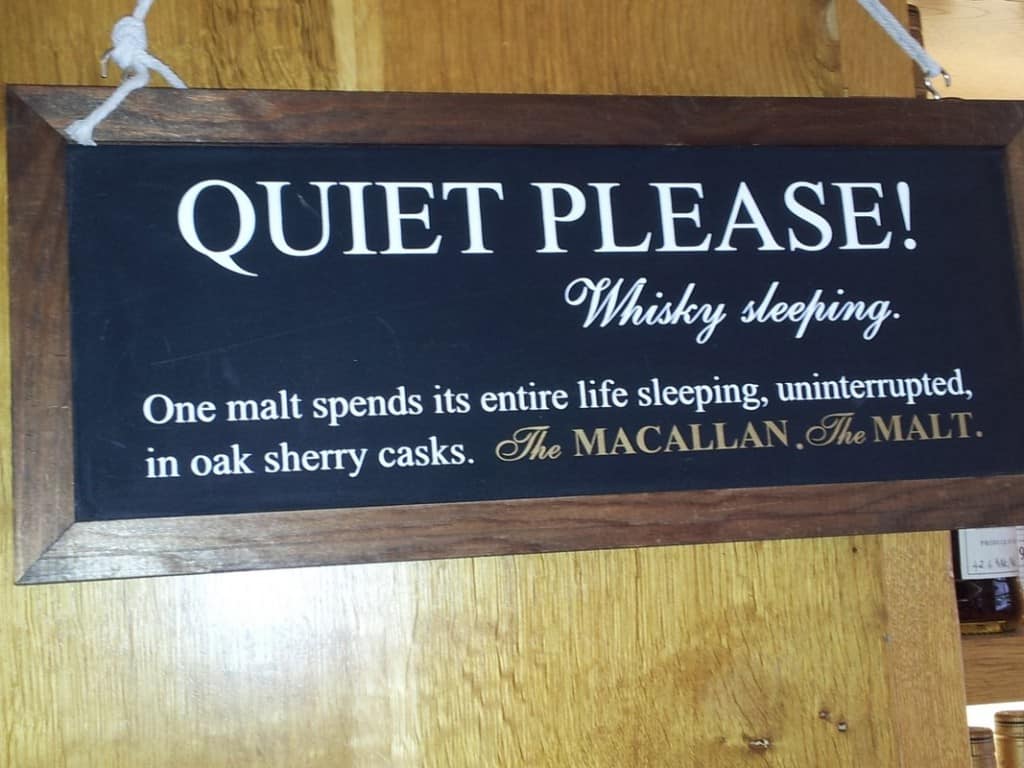 QUIET PLEASE!
Whisky sleeping.
One malt spends its entire life sleeping, uninterrupted,
in oak sherry casks. The MACALLAN. The MALT.